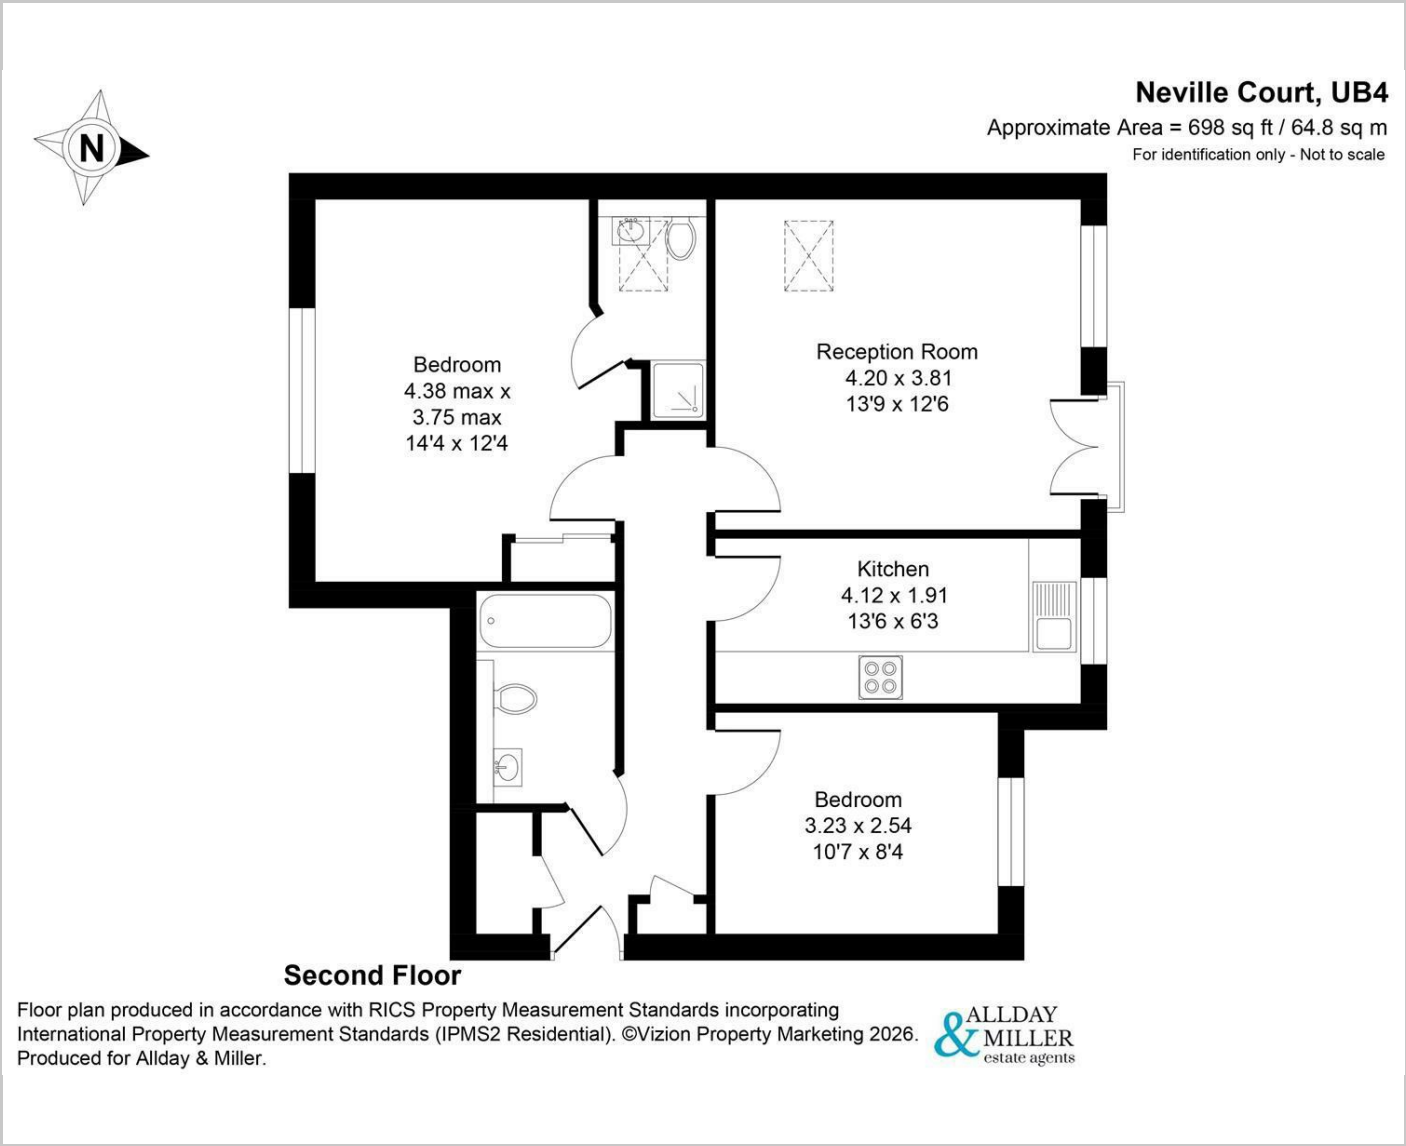 N
Neville Court, UB4
Approximate Area = 698 sq ft / 64.8 sq m
For identification only - Not to scale
Bedroom
4.38 max x
3.75 max
14'4 x 12'4
Reception Room
4.20 x 3.81
13'9 x 12'6
Kitchen
4.12 x 1.91
13'6 x 6'3
Bedroom
3.23 x 2.54
10'7 x 8'4
Second Floor
Floor plan produced in accordance with RICS Property Measurement Standards incorporating
International Property Measurement Standards (IPMS2 Residential). ©Vizion Property Marketing 2026.
Produced for Allday & Miller.
ALLDAY
& MILLER
estate agents